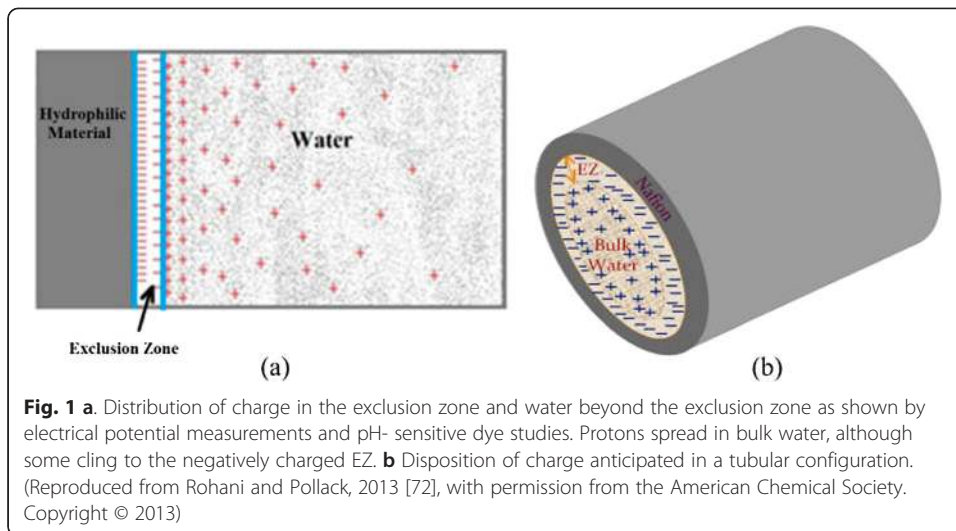 Hydrophilic
Material
Water
Exclusion Zone
(a)
EZ
Nafion
Bulk
Water
(b)
Fig. 1 a. Distribution of charge in the exclusion zone and water beyond the exclusion zone as shown by
electrical potential measurements and pH- sensitive dye studies. Protons spread in bulk water, although
some cling to the negatively charged EZ. b Disposition of charge anticipated in a tubular configuration.
(Reproduced from Rohani and Pollack, 2013 [72], with permission from the American Chemical Society.
Copyright © 2013)